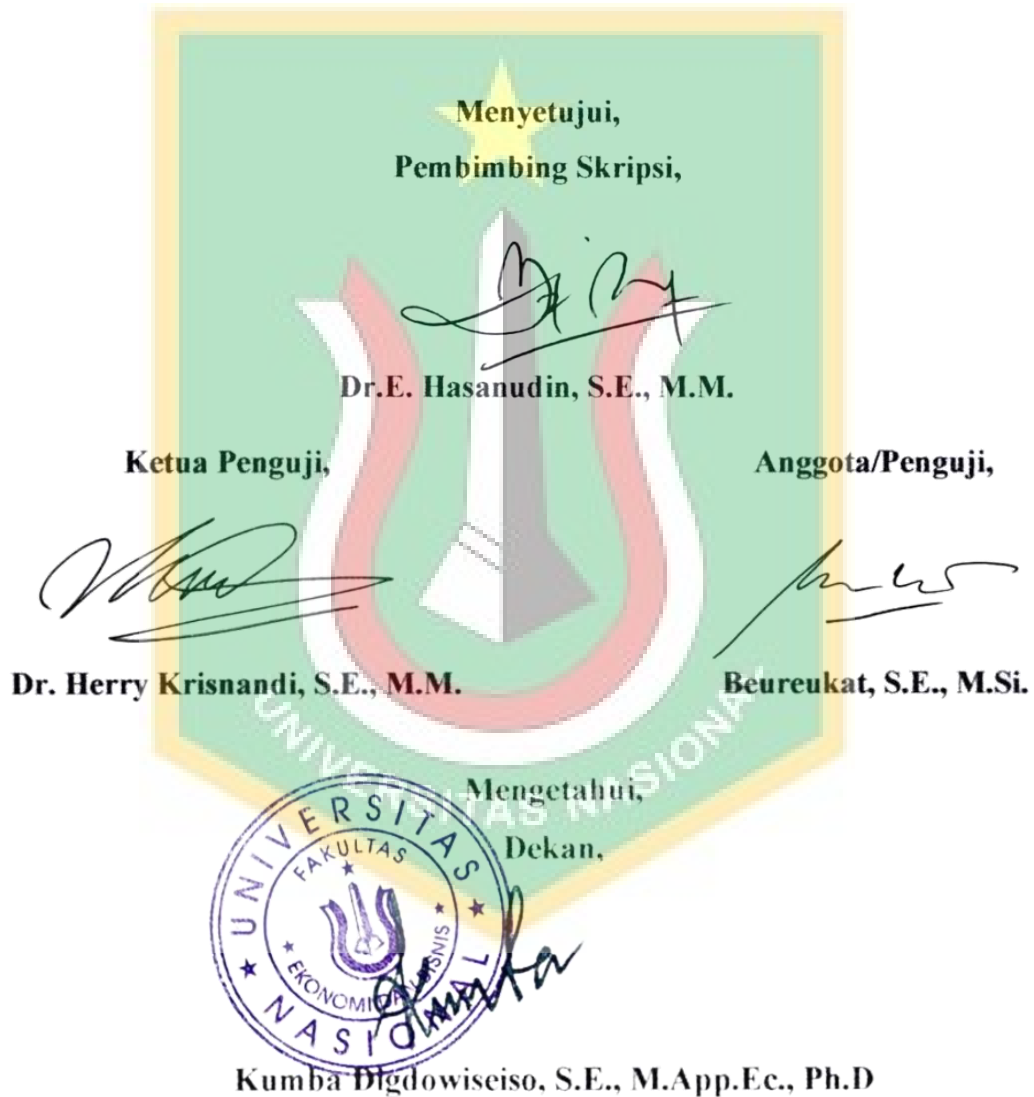 Menyetujui,
Pembimbing Skripsi,
Dr.E. Hasanudin, S.E., M.M.
Ketua Penguji,
Anggota/Penguji,
Dr. Herry Krisnandi, S.E., M.M.
Beureukat, S.E., M.Si.
UNIVERSITAS NASIONAL
Mengetahui,
Dekan,
UNIVERSITAS NASIONAL
FAKULTAS
EKONOMI DAN BISNIS
Kumba Digdowiseiso, S.E., M.App.Ec., Ph.D